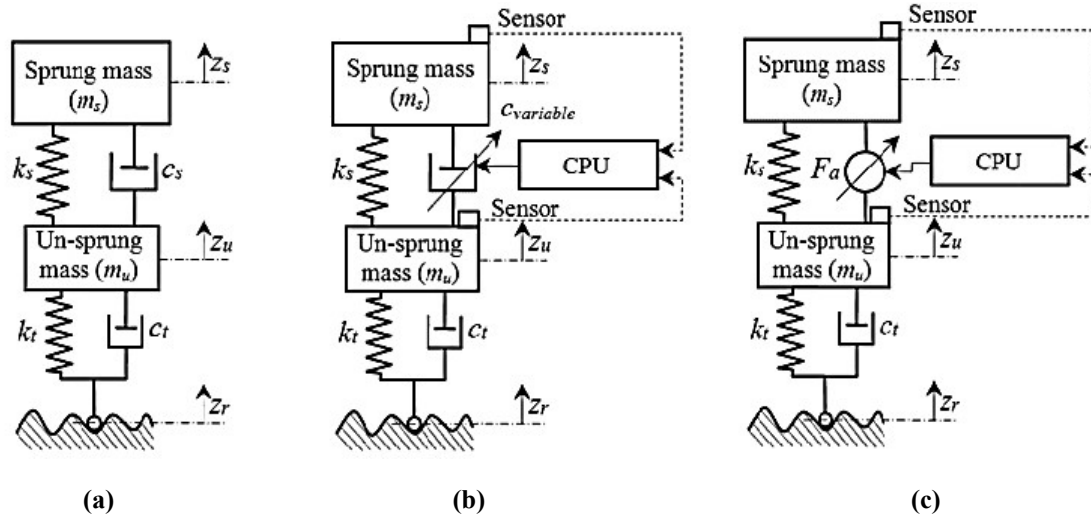 Sprung mass
(mₛ)
zₛ
kₛ
cₛ
Un-sprung
mass (mᵤ)
zᵤ
kₜ
cₜ
zᵣ
(a)
Sensor
Sprung mass
(mₛ)
zₛ
c_variable
kₛ
CPU
Sensor
Un-sprung
mass (mᵤ)
zᵤ
kₜ
cₜ
zᵣ
(b)
Sensor
Sprung mass
(mₛ)
zₛ
kₛ
Fₐ
CPU
Sensor
Un-sprung
mass (mᵤ)
zᵤ
kₜ
cₜ
zᵣ
(c)